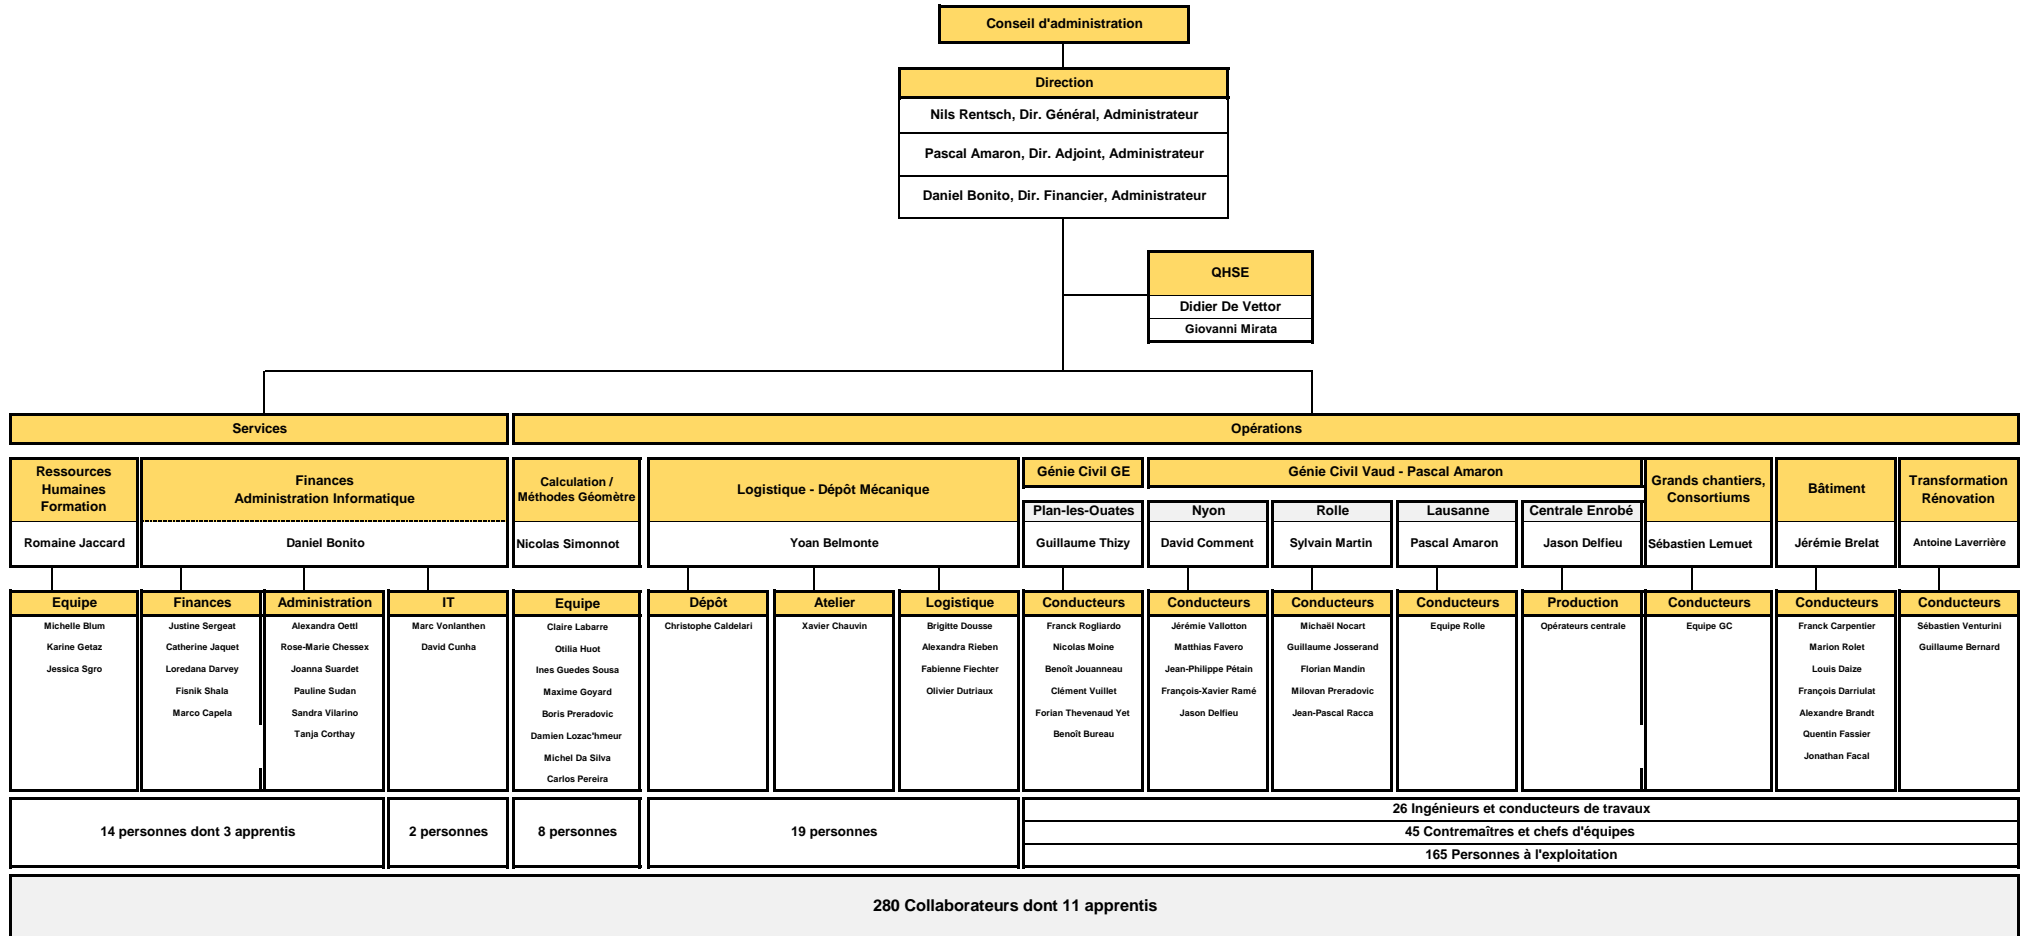 Conseil d'administration
Direction
Nils Rentsch, Dir. Général, Administrateur
Pascal Amaron, Dir. Adjoint, Administrateur
Daniel Bonito, Dir. Financier, Administrateur
QHSE
Didier De Vettor
Giovanni Mirata
Services
Opérations
Ressources
Humaines
Formation
Romaine Jaccard
Finances
Administration Informatique
Daniel Bonito
Calculation /
Méthodes Géomètre
Nicolas Simonnot
Logistique - Dépôt Mécanique
Yoan Belmonte
Génie Civil GE
Plan-les-Ouates
Guillaume Thizy
Génie Civil Vaud - Pascal Amaron
Nyon
David Comment
Rolle
Sylvain Martin
Lausanne
Pascal Amaron
Centrale Enrobé
Jason Delfieu
Grands chantiers,
Consortiums
Sébastien Lemuet
Bâtiment
Jérémie Brelat
Transformation
Rénovation
Antoine Laverrière
Equipe
Michelle Blum
Karine Getaz
Jessica Sgro
Finances
Justine Sergeat
Catherine Jaquet
Loredana Darvey
Fisnik Shala
Marco Capela
Administration
Alexandra Oettl
Rose-Marie Chessex
Joanna Suardet
Pauline Sudan
Sandra Vilarino
Tanja Corthay
IT
Marc Vonlanthen
David Cunha
Equipe
Claire Labarre
Otilia Huot
Ines Guedes Sousa
Maxime Goyard
Boris Preradovic
Damien Lozac'hmeur
Michel Da Silva
Carlos Pereira
Dépôt
Christophe Caldelari
Atelier
Xavier Chauvin
Logistique
Brigitte Dousse
Alexandra Rieben
Fabienne Fiechter
Olivier Dutriaux
Conducteurs
Franck Rogliardo
Nicolas Moine
Benoît Jouanneau
Clément Vuillet
Forian Thevenaud Yet
Benoît Bureau
Conducteurs
Jérémie Vallotton
Matthias Favero
Jean-Philippe Pétain
François-Xavier Ramé
Jason Delfieu
Conducteurs
Michaël Nocart
Guillaume Josserand
Florian Mandin
Milovan Preradovic
Jean-Pascal Racca
Conducteurs
Equipe Rolle
Production
Opérateurs centrale
Conducteurs
Equipe GC
Conducteurs
Franck Carpentier
Marion Rolet
Louis Daize
François Darriulat
Alexandre Brandt
Quentin Fassier
Jonathan Facal
Conducteurs
Sébastien Venturini
Guillaume Bernard
14 personnes dont 3 apprentis
2 personnes
8 personnes
19 personnes
26 Ingénieurs et conducteurs de travaux
45 Contremaîtres et chefs d'équipes
165 Personnes à l'exploitation
280 Collaborateurs dont 11 apprentis